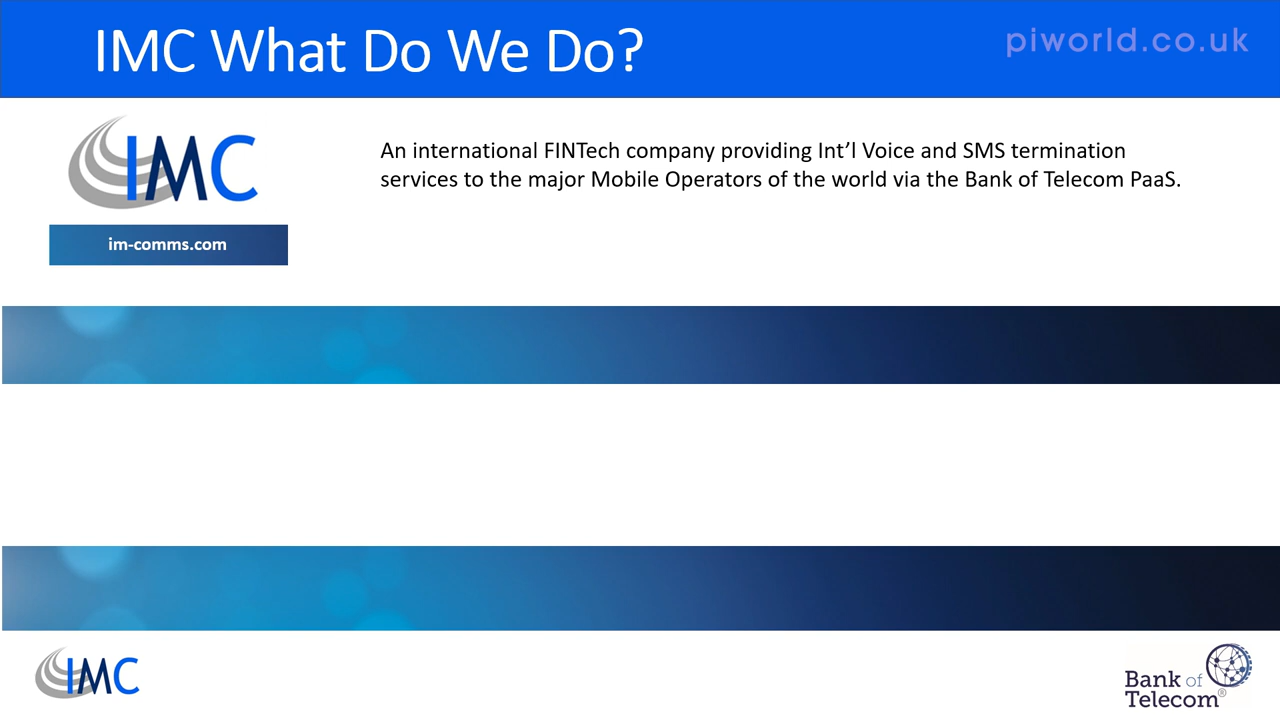 IMC What Do We Do?
piworld.co.uk
IMC
An international FINTech company providing Int’l Voice and SMS termination
services to the major Mobile Operators of the world via the Bank of Telecom PaaS.
im-comms.com
IMC
Bank of
Telecom®